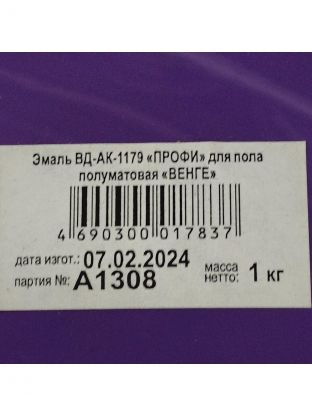 Эмаль ВД-АК-1179 «ПРОФИ» для пола
полуматовая «ВЕНГЕ»
4 690300 017837
дата изгот.: 07.02.2024
партия №: А1308
масса нетто: 1 кг